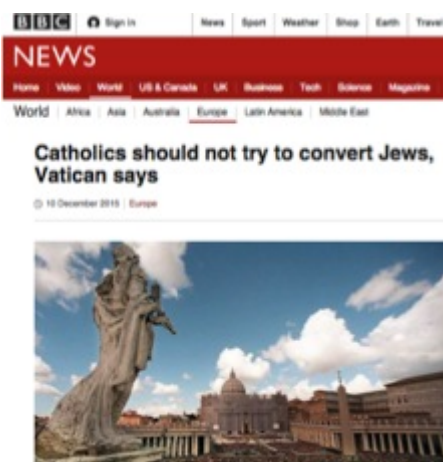 BBC Sign in News Sport Weather Shop Earth Travel
NEWS
Home Video World US & Canada UK Business Tech Science Magazine
World Africa Asia Australia Europe Latin America Middle East
Catholics should not try to convert Jews,
Vatican says
10 December 2015 Europe